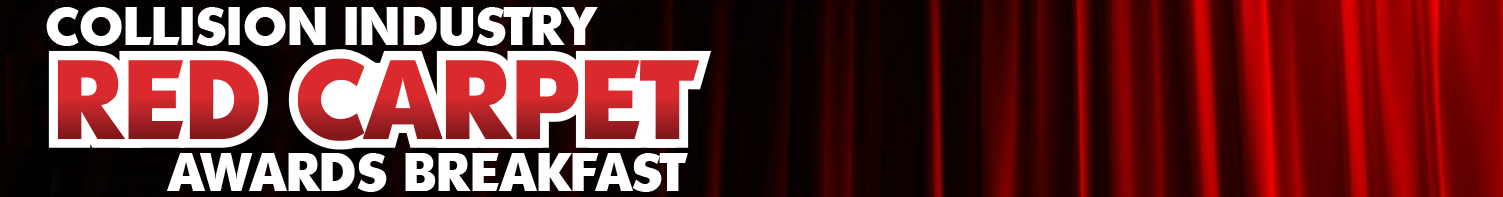 COLLISION INDUSTRY
RED CARPET
AWARDS BREAKFAST